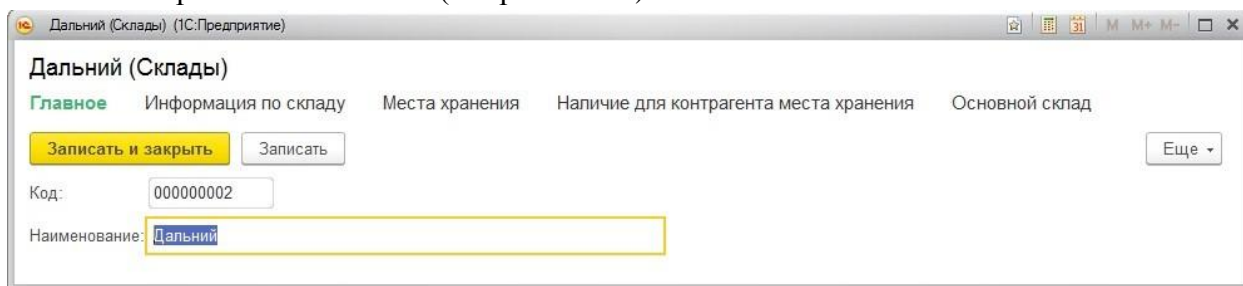 Дальний (Склады) (1С:Предприятие)
31 M M+ M-
Дальний (Склады)
Главное Информация по складу Места хранения Наличие для контрагента места хранения Основной склад
Записать и закрыть Записать Еще
Код: 000000002
Наименование: Дальний